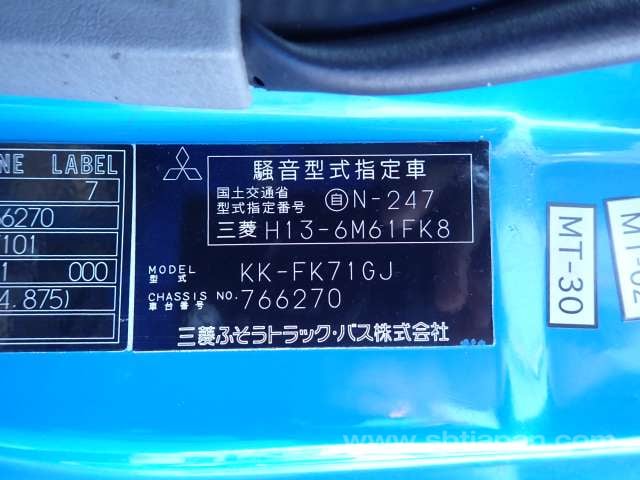 NE LABEL
7
6270
101
1 000
4.875)
騒音型式指定車
国土交通省
型式指定番号 自N-247
三菱 H13-6M61FK8
MODEL
型式 KK-FK71GJ
CHASSIS NO.
車台番号 766270
三菱ふそうトラック・バス株式会社
MT-30
www.sbtjapan.com